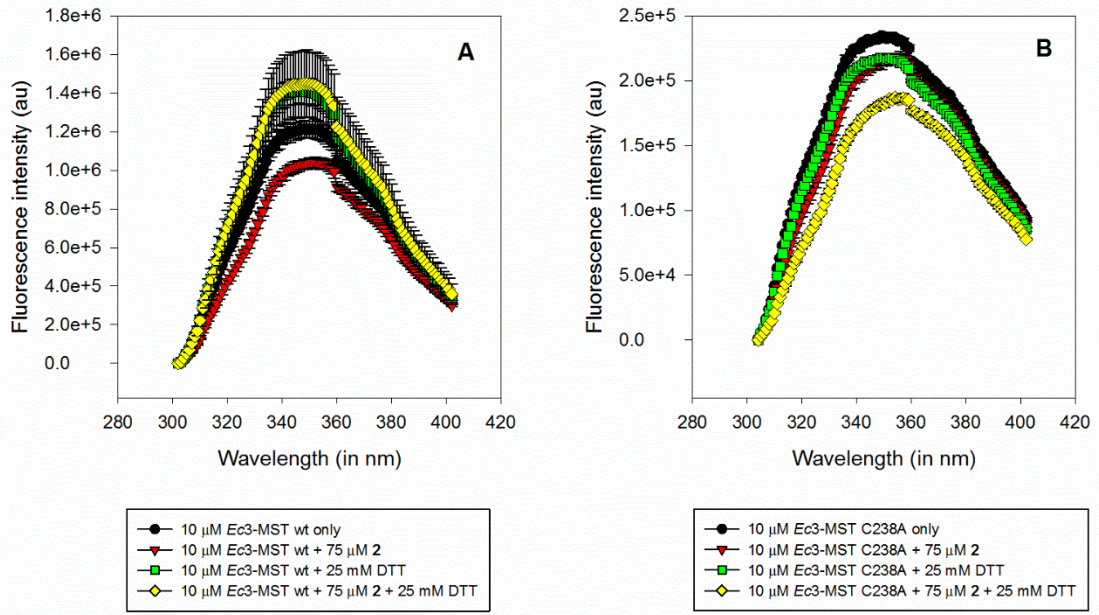 A
Fluorescence intensity (au)
1.8e+6
1.6e+6
1.4e+6
1.2e+6
1.0e+6
8.0e+5
6.0e+5
4.0e+5
2.0e+5
0.0
280 300 320 340 360 380 400 420
Wavelength (in nm)
10 μM Ec3-MST wt only
10 μM Ec3-MST wt + 75 μM 2
10 μM Ec3-MST wt + 25 mM DTT
10 μM Ec3-MST wt + 75 μM 2 + 25 mM DTT
B
Fluorescence intensity (au)
2.5e+5
2.0e+5
1.5e+5
1.0e+5
5.0e+4
0.0
280 300 320 340 360 380 400 420
Wavelength (in nm)
10 μM Ec3-MST C238A only
10 μM Ec3-MST C238A + 75 μM 2
10 μM Ec3-MST C238A + 25 mM DTT
10 μM Ec3-MST C238A + 75 μM 2 + 25 mM DTT